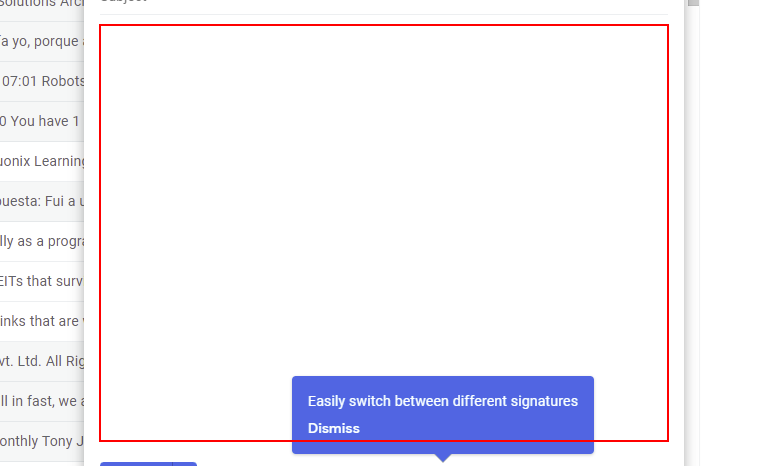 Solutions Arc
Subject
a yo, porque
07:01 Robots
0 You have 1
uonix Learning
uesta: Fui a u
lly as a progra
EITs that surv
inks that are
vt. Ltd. All Rig
ll in fast, we a
onthly Tony J
Easily switch between different signatures
Dismiss